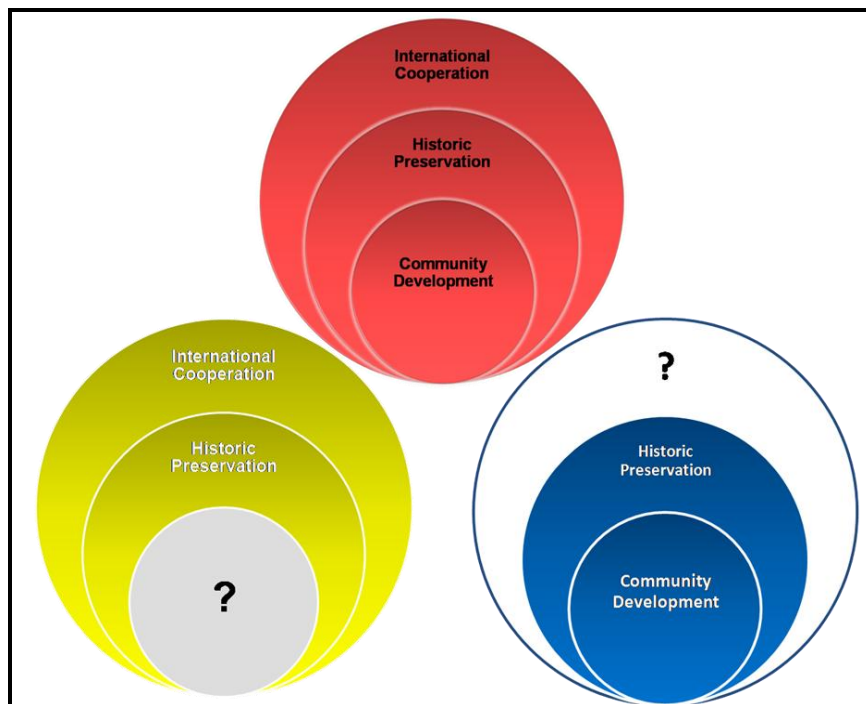 International
Cooperation
Historic
Preservation
Community
Development
International
Cooperation
Historic
Preservation
?
?
Historic
Preservation
Community
Development